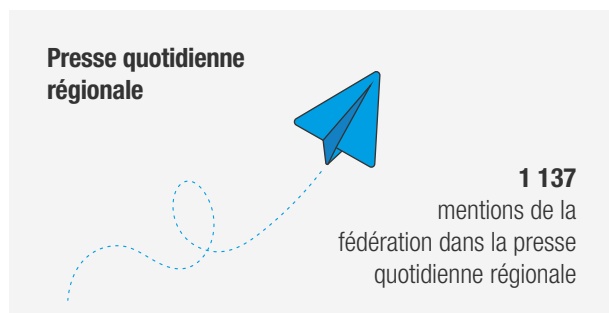 Presse quotidienne
régionale
1 137
mentions de la
fédération dans la presse
quotidienne régionale